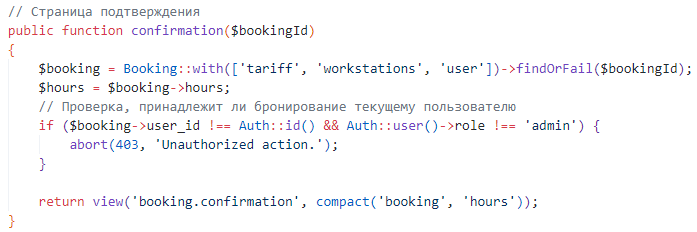 // Страница подтверждения
public function confirmation($bookingId)
{
    $booking = Booking::with(['tariff', 'workstations', 'user'])->findOrFail($bookingId);
    $hours = $booking->hours;
    // Проверка, принадлежит ли бронирование текущему пользователю
    if ($booking->user_id !== Auth::id() && Auth::user()->role !== 'admin') {
        abort(403, 'Unauthorized action.');
    }

    return view('booking.confirmation', compact('booking', 'hours'));
}